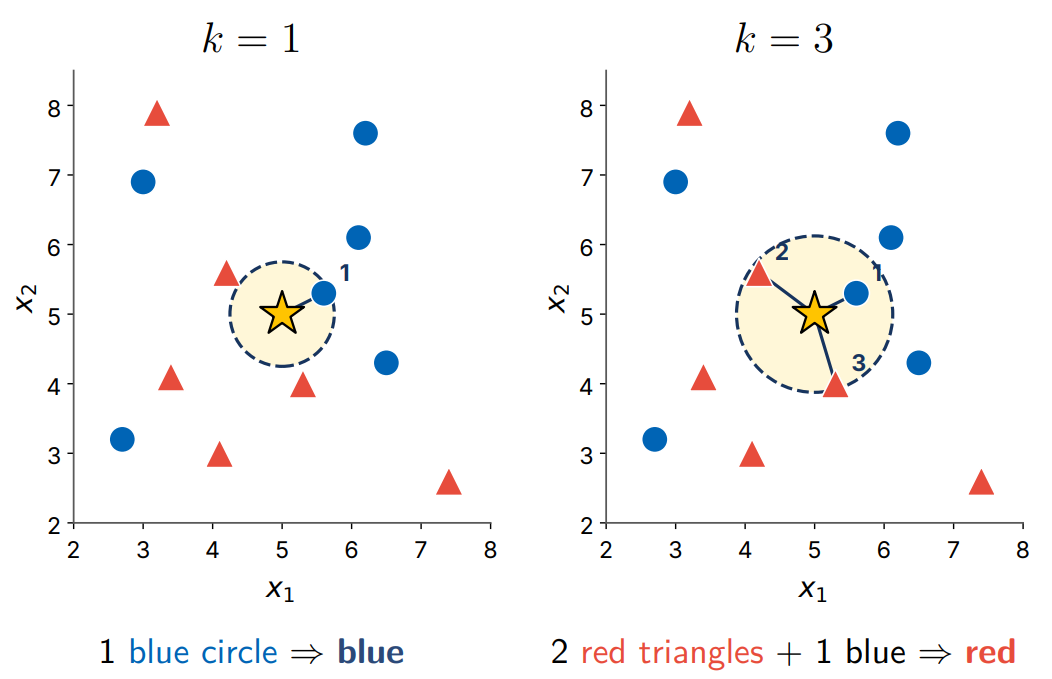 k = 1
8
7
6
5
4
3
2
x₂
1
2 3 4 5 6 7 8
x₁
1 blue circle ⇒ blue
k = 3
8
7
6
5
4
3
2
x₂
2
1
3
2 3 4 5 6 7 8
x₁
2 red triangles + 1 blue ⇒ red